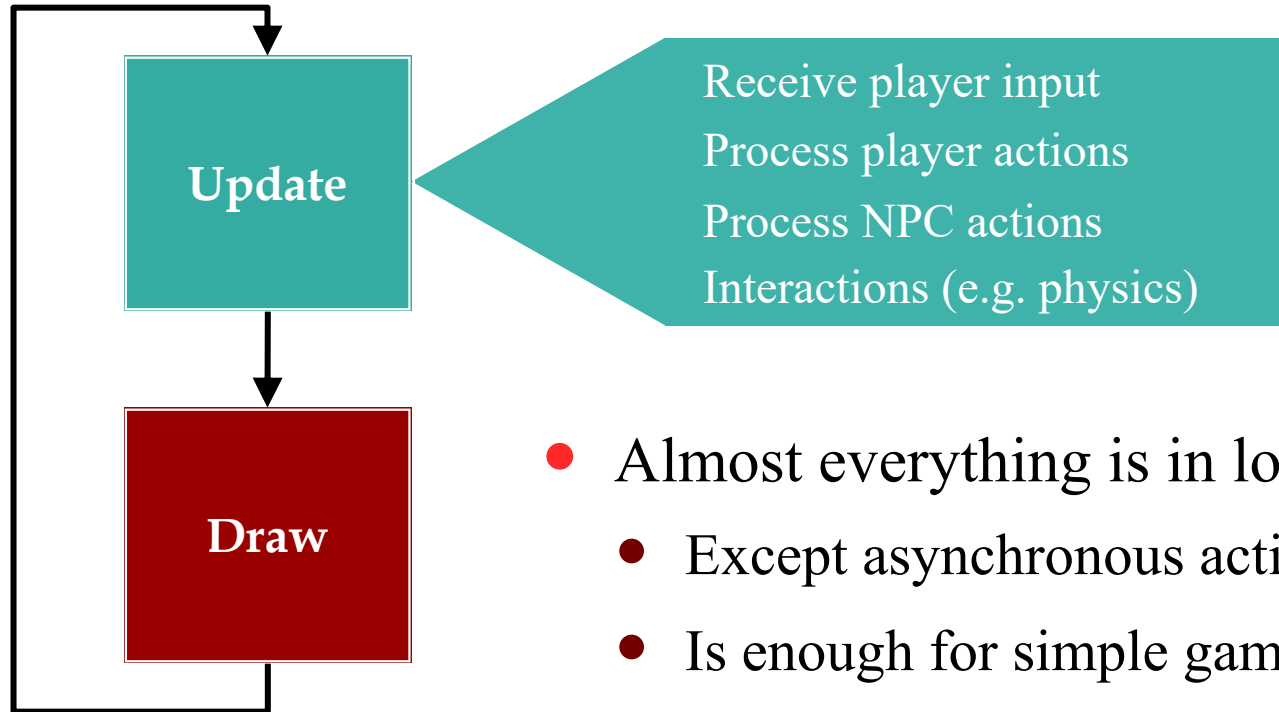 Update
Receive player input
Process player actions
Process NPC actions
Interactions (e.g. physics)
Draw
Almost everything is in lo
Except asynchronous acti
Is enough for simple gam